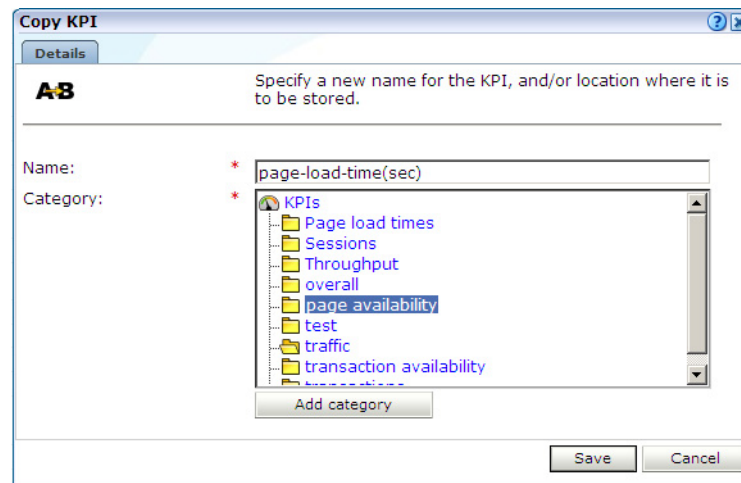 Copy KPI
Details
A B
Specify a new name for the KPI, and/or location where it is
to be stored.
Name: * page-load-time(sec)
Category: *
KPIs
Page load times
Sessions
Throughput
overall
page availability
test
traffic
transaction availability
transactions
Add category
Save Cancel